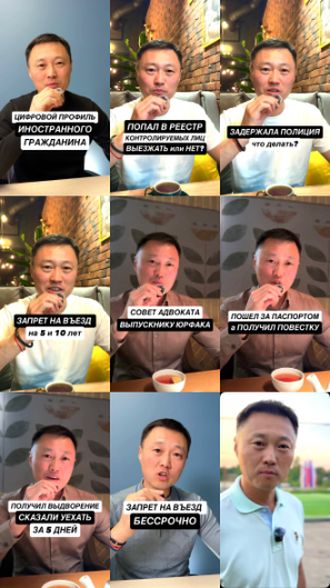 ЦИФРОВОЙ ПРОФИЛЬ
ИНОСТРАННОГО
ГРАЖДАНИНА
ПОПАЛ В РЕЕСТР
КОНТРОЛИРУЕМЫХ ЛИЦ
ВЫЕЗЖАТЬ или НЕТ?
ЗАДЕРЖАЛА ПОЛИЦИЯ
что делать?
ЗАПРЕТ НА ВЪЕЗД
на 5 и 10 лет
СОВЕТ АДВОКАТА
ВЫПУСКНИКУ ЮРФАКА
ПОШЕЛ ЗА ПАСПОРТОМ
а ПОЛУЧИЛ ПОВЕСТКУ
ПОЛУЧИЛ ВЫДВОРЕНИЕ
СКАЗАЛИ УЕХАТЬ
ЗА 5 ДНЕЙ
ЗАПРЕТ НА ВЪЕЗД
БЕССРОЧНО